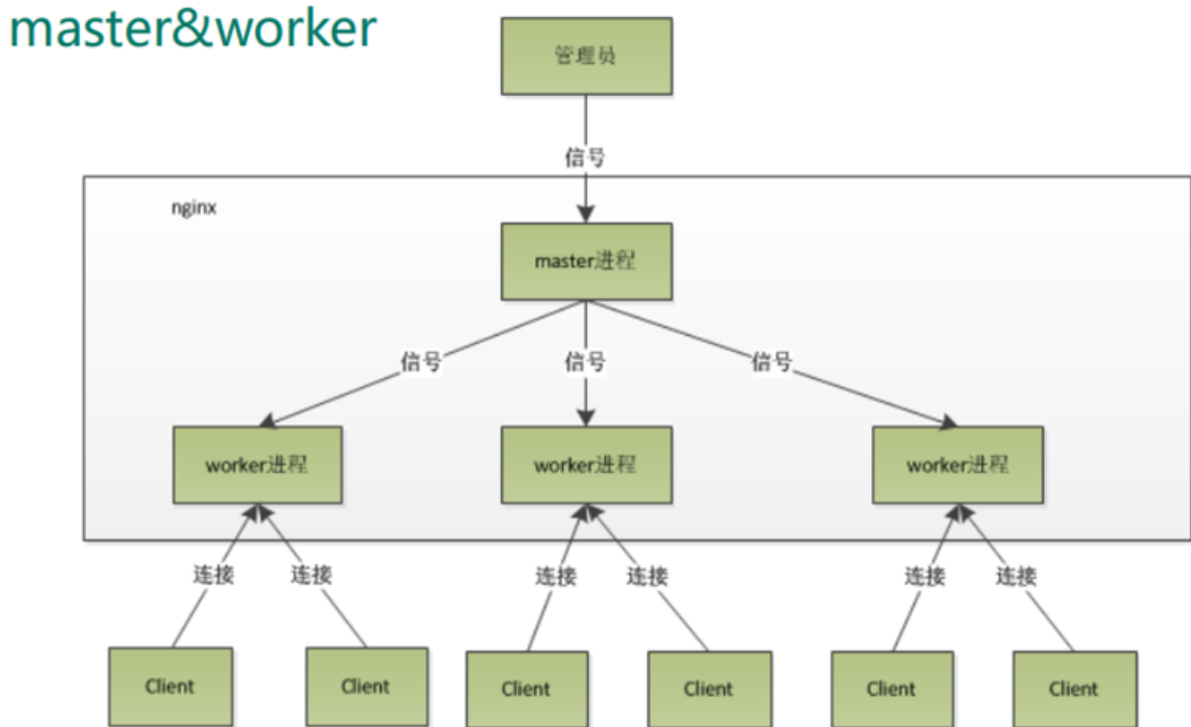 master&worker
管理员
信号
nginx
master进程
信号
信号
信号
worker进程
worker进程
worker进程
连接
连接
连接
连接
连接
连接
Client
Client
Client
Client
Client
Client